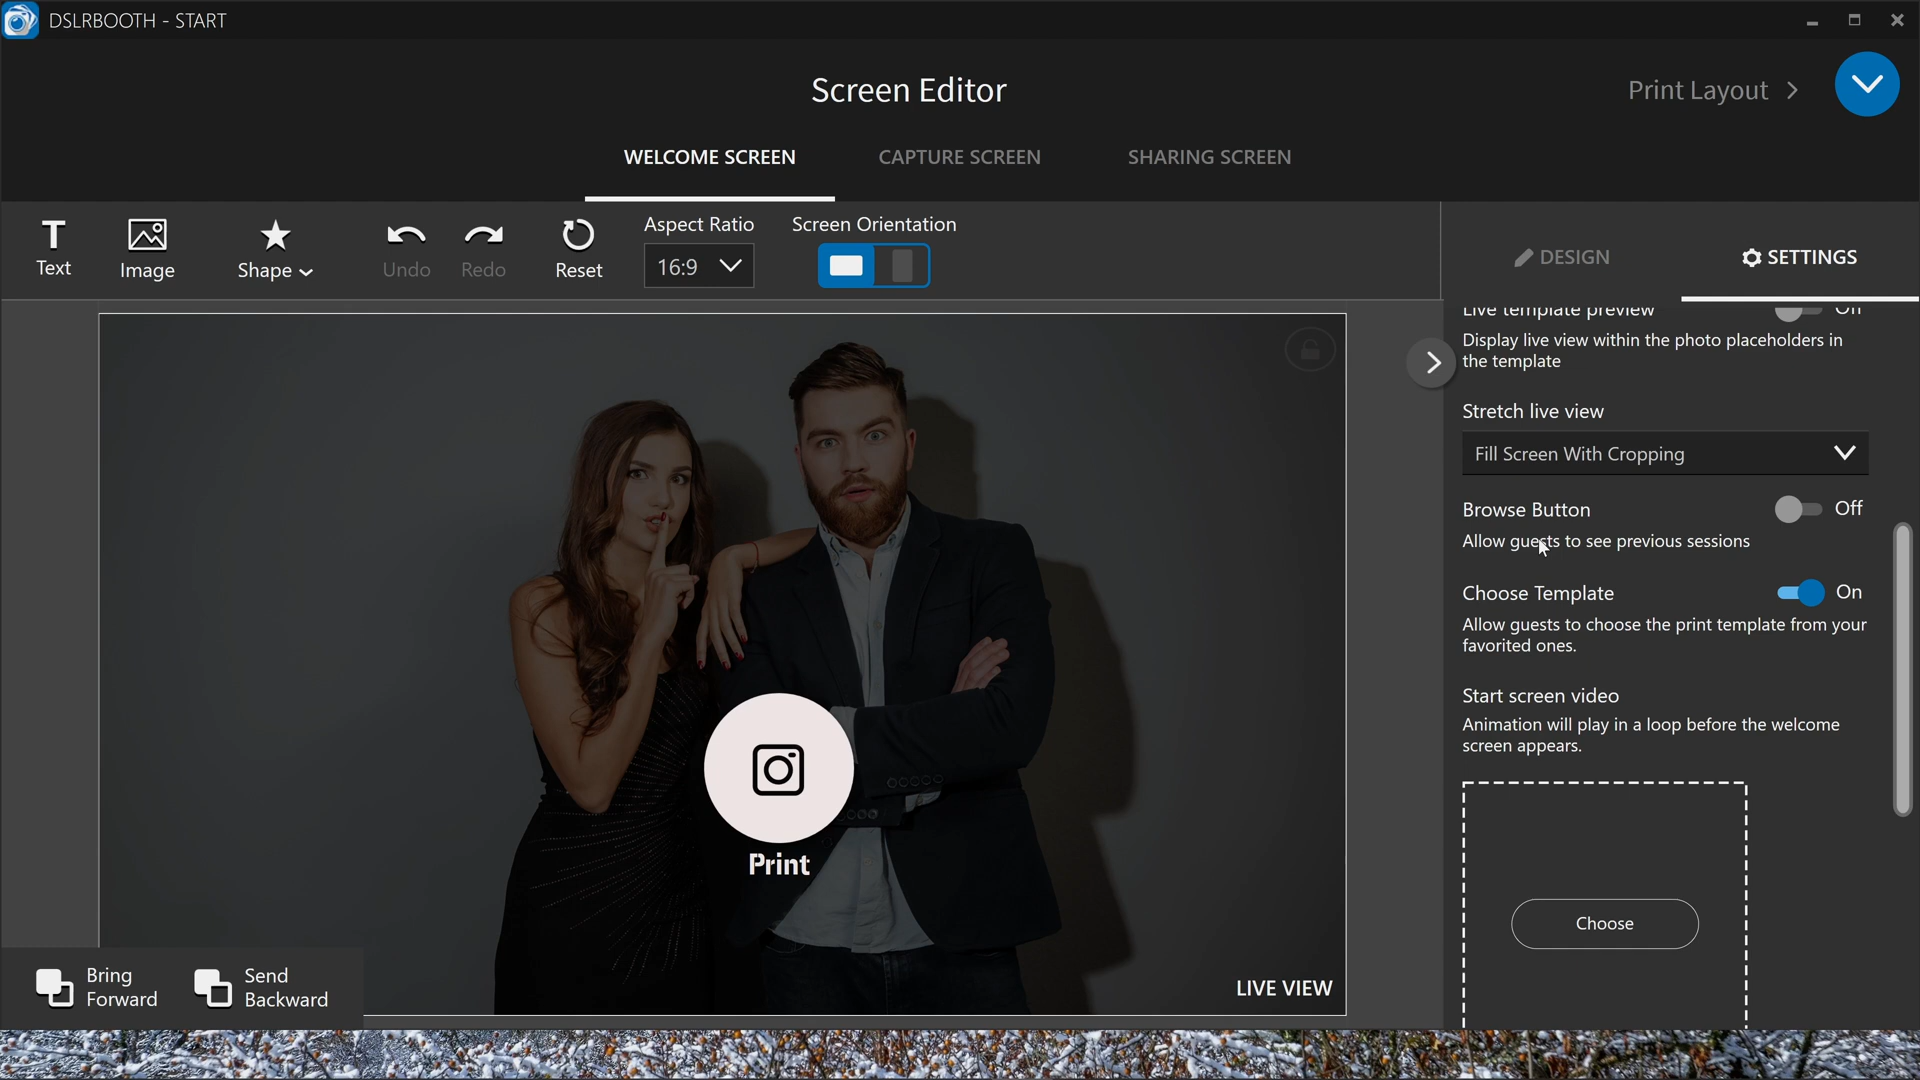 DSLRBOOTH - START
Screen Editor
Print Layout
WELCOME SCREEN
CAPTURE SCREEN
SHARING SCREEN
Text
Image
Shape
Undo
Redo
Reset
Aspect Ratio
16:9
Screen Orientation
DESIGN
SETTINGS
Live template preview
Off
Display live view within the photo placeholders in
the template
Stretch live view
Fill Screen With Cropping
Browse Button
Off
Allow guests to see previous sessions
Choose Template
On
Allow guests to choose the print template from your
favorited ones.
Start screen video
Animation will play in a loop before the welcome
screen appears.
Choose
Print
LIVE VIEW
Bring
Forward
Send
Backward